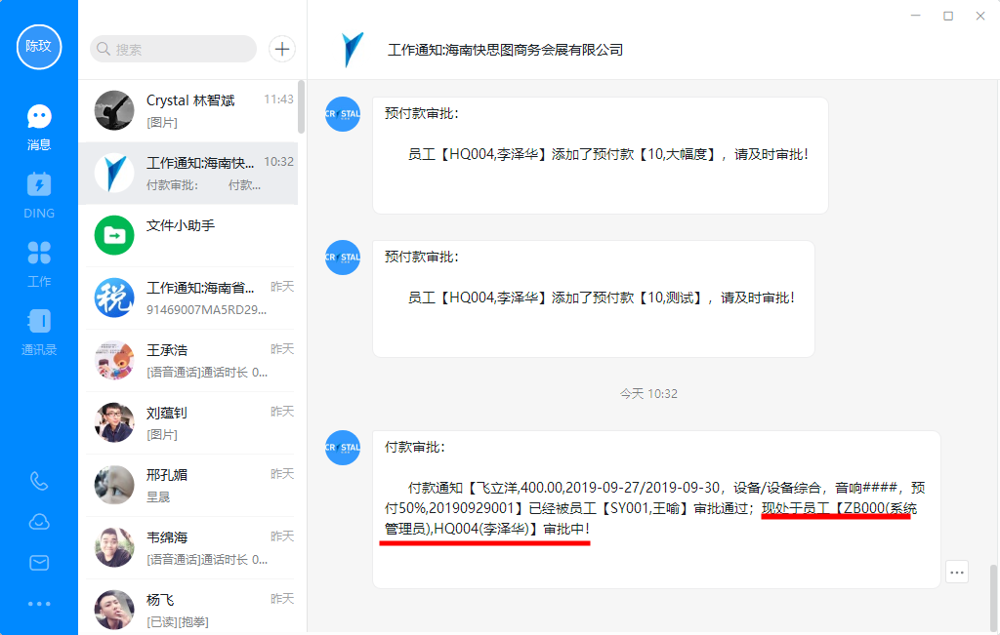 陈玟
消息
DING
工作
通讯录
搜索
Crystal 林智斌
11:43
[图片]
工作通知:海南快...
10:32
付款审批: 付款...
文件小助手
税
工作通知:海南省...
昨天
91469007MA5RD29...
王承浩
昨天
[语音通话]通话时长 0...
刘蕴钊
昨天
[图片]
邢孔媚
昨天
呈晟
韦绵海
昨天
[语音通话]通话时长 0...
杨飞
昨天
[已读][抱拳]
工作通知:海南快思图商务会展有限公司
CRYSTAL
预付款审批：
员工【HQ004,李泽华】添加了预付款【10,大幅度】，请及时审批!
CRYSTAL
预付款审批：
员工【HQ004,李泽华】添加了预付款【10,测试】，请及时审批!
今天 10:32
CRYSTAL
付款审批：
付款通知【飞立洋,400.00,2019-09-27/2019-09-30，设备/设备综合，音响####，预
付50%,20190929001】已经被员工【SY001,王喻】审批通过；现处于员工【ZB000(系统
管理员),HQ004(李泽华)】审批中!